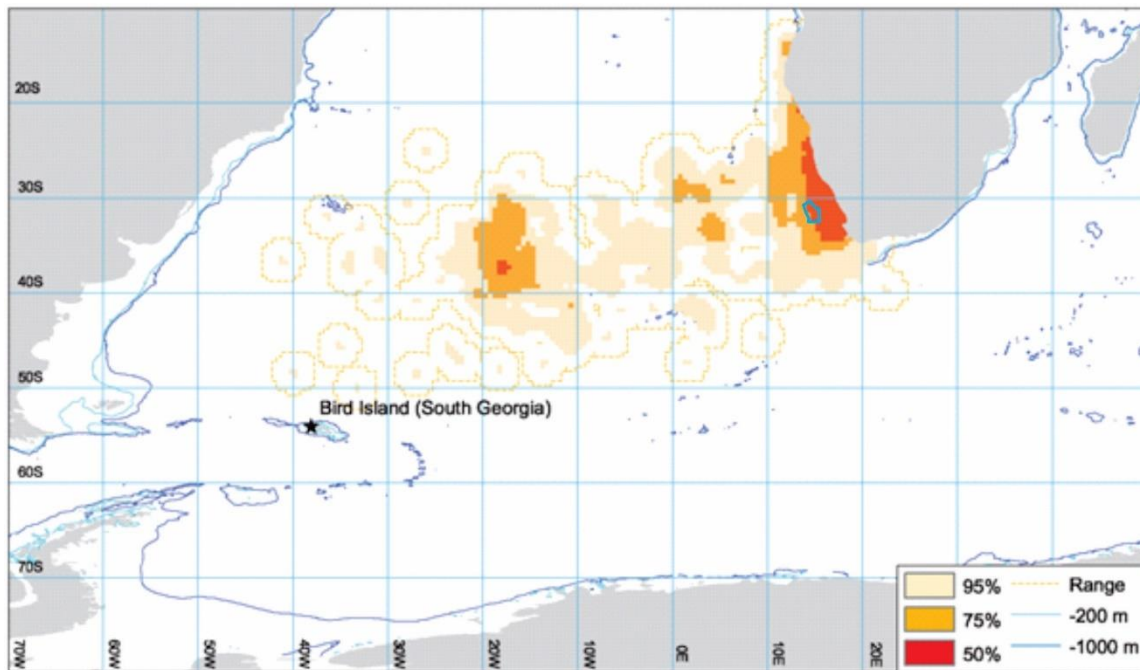 20S
30S
40S
50S
Bird Island (South Georgia)
60S
70S
70W
60W
50W
40W
30W
20W
10W
0E
10E
20E
95%
75%
50%
Range
-200 m
-1000 m